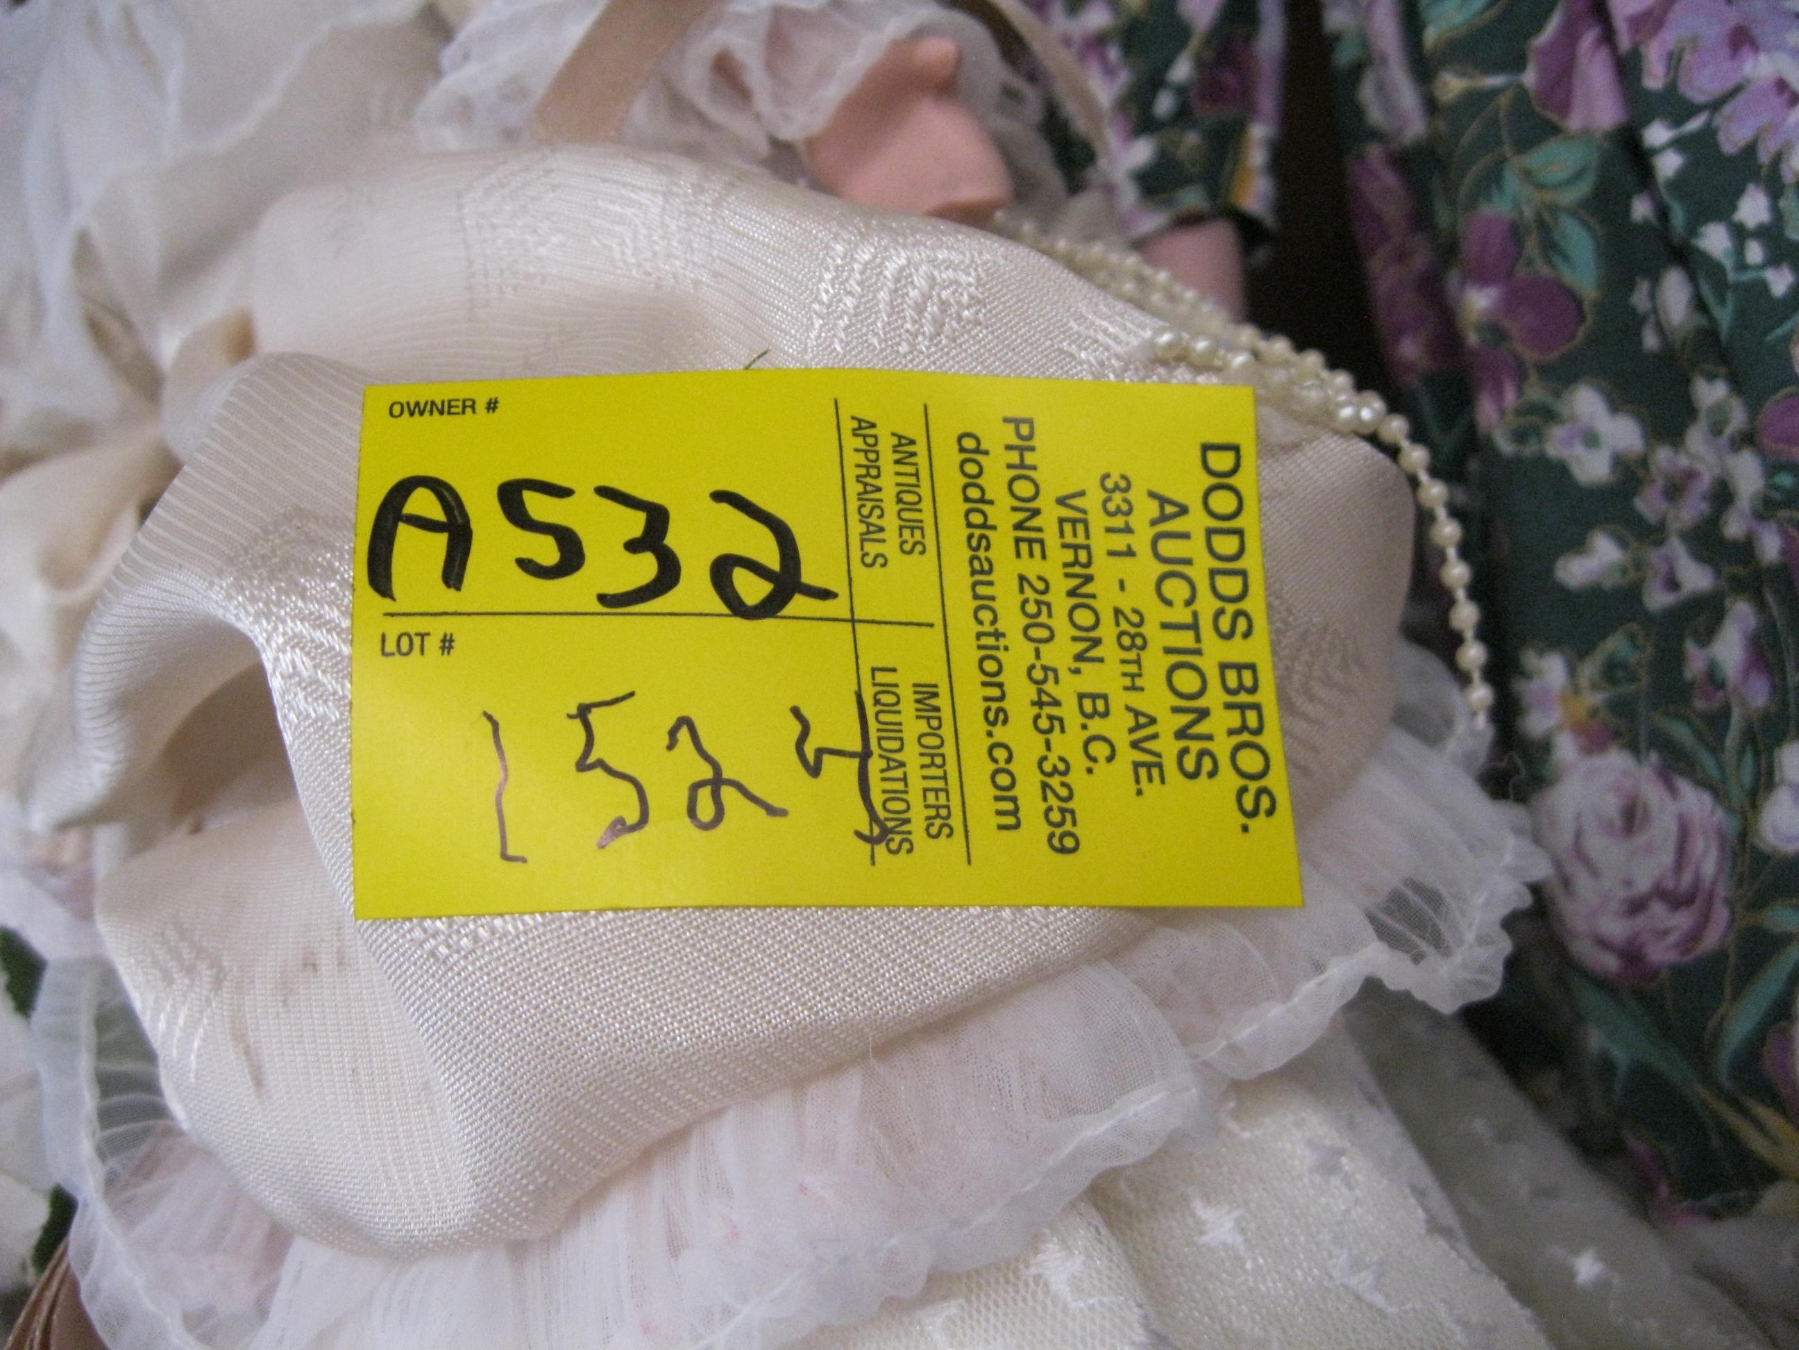 DODDS BROS.
AUCTIONS
3311 - 28TH AVE.
VERNON, B.C.
PHONE 250-545-3259
doddsauctions.com
ANTIQUES
APPRAISALS
IMPORTERS
LIQUIDATIONS
OWNER #
A532
LOT #
1524